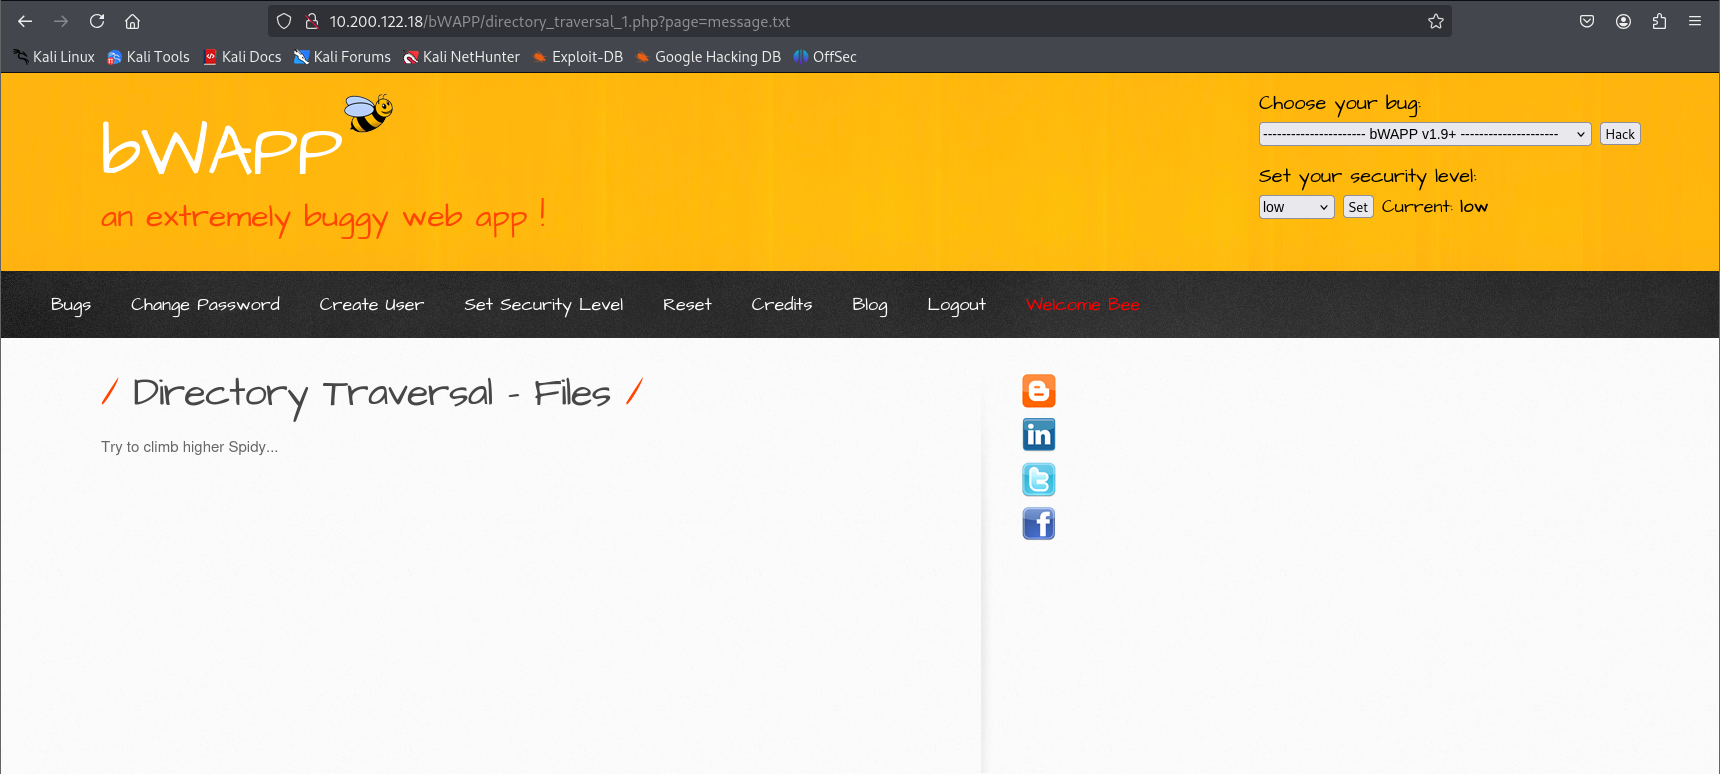 10.200.122.18/bWAPP/directory_traversal_1.php?page=message.txt
Kali Linux Kali Tools Kali Docs Kali Forums Kali NetHunter Exploit-DB Google Hacking DB OffSec
bWAPP
an extremely buggy web app !
Choose your bug:
---------------------- bWAPP v1.9+ --------------------- Hack
Set your security level:
low Set Current: low
Bugs Change Password Create User Set Security Level Reset Credits Blog Logout Welcome Bee
/ Directory Traversal - Files /
Try to climb higher Spidy...